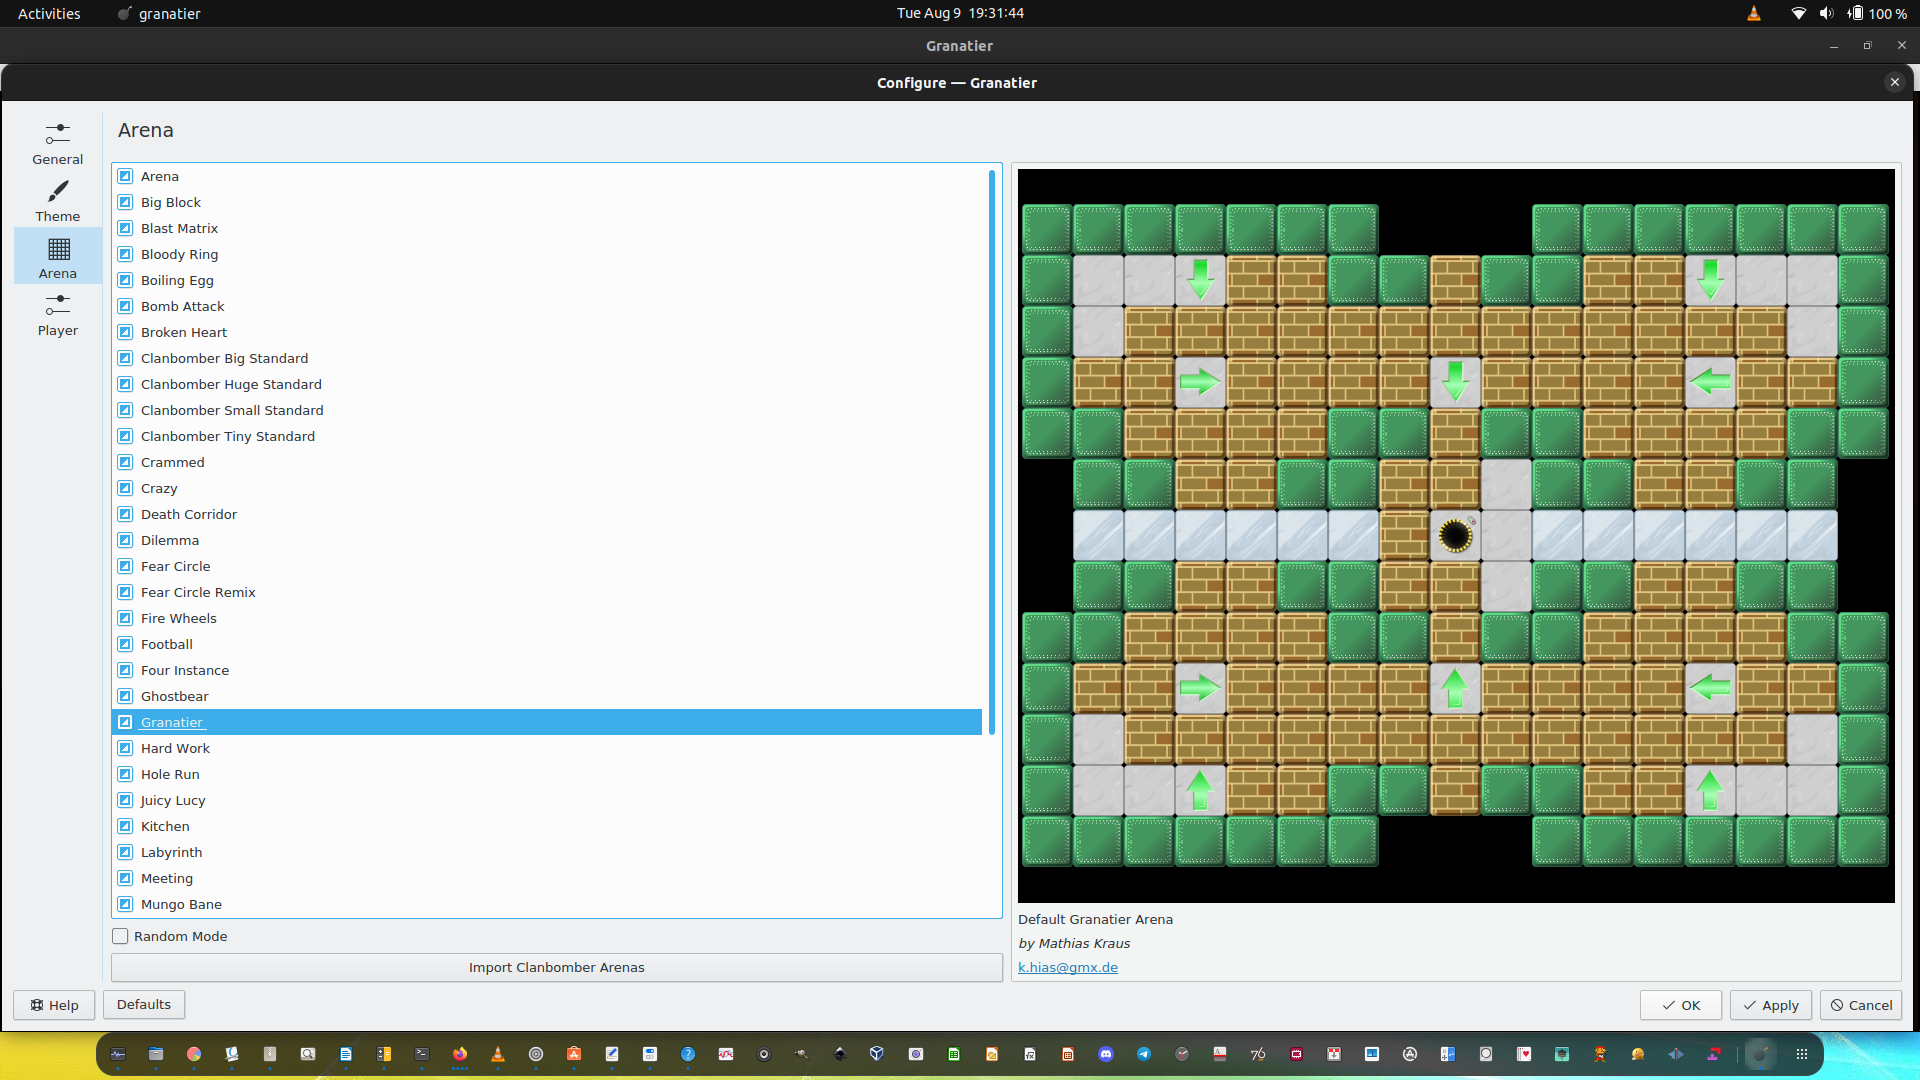 Activities
granatier
Tue Aug 9 19:31:44
100 %
Granatier
Configure — Granatier
General
Theme
Arena
Player
Arena
Arena
Big Block
Blast Matrix
Bloody Ring
Boiling Egg
Bomb Attack
Broken Heart
Clanbomber Big Standard
Clanbomber Huge Standard
Clanbomber Small Standard
Clanbomber Tiny Standard
Crammed
Crazy
Death Corridor
Dilemma
Fear Circle
Fear Circle Remix
Fire Wheels
Football
Four Instance
Ghostbear
Granatier
Hard Work
Hole Run
Juicy Lucy
Kitchen
Labyrinth
Meeting
Mungo Bane
Random Mode
Import Clanbomber Arenas
Default Granatier Arena
by Mathias Kraus
k.hias@gmx.de
Help
Defaults
OK
Apply
Cancel